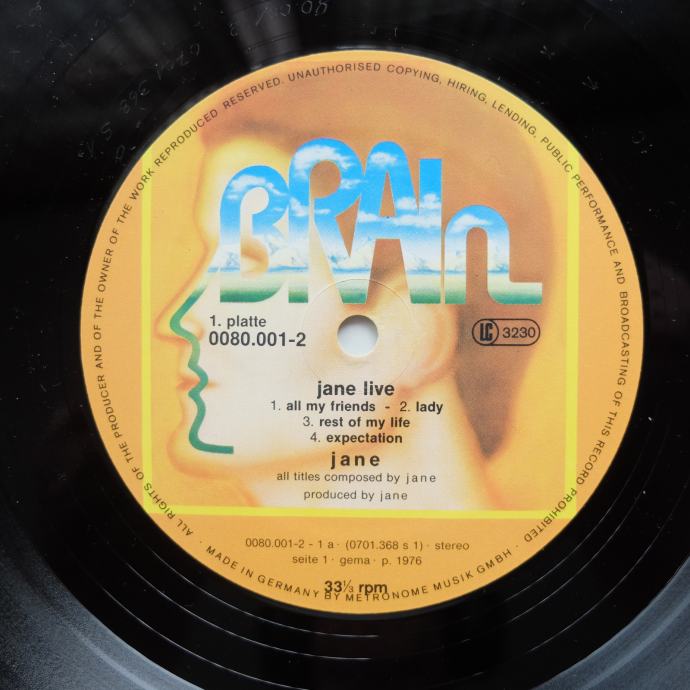 ALL RIGHTS OF THE PRODUCER AND OF THE OWNER OF THE WORK REPRODUCED RESERVED. UNAUTHORISED COPYING, HIRING, LENDING, PUBLIC PERFORMANCE AND BROADCASTING OF THIS RECORD PROHIBITED ·
BRAIn
1. platte
0080.001-2
LC 3230
jane live
1. all my friends - 2. lady
3. rest of my life
4. expectation
jane
all titles composed by jane
produced by jane
0080.001-2 - 1 a · (0701.368 s 1) · stereo
seite 1 · gema · p. 1976
33⅓ rpm
· MADE IN GERMANY BY METRONOME MUSIK GMBH ·